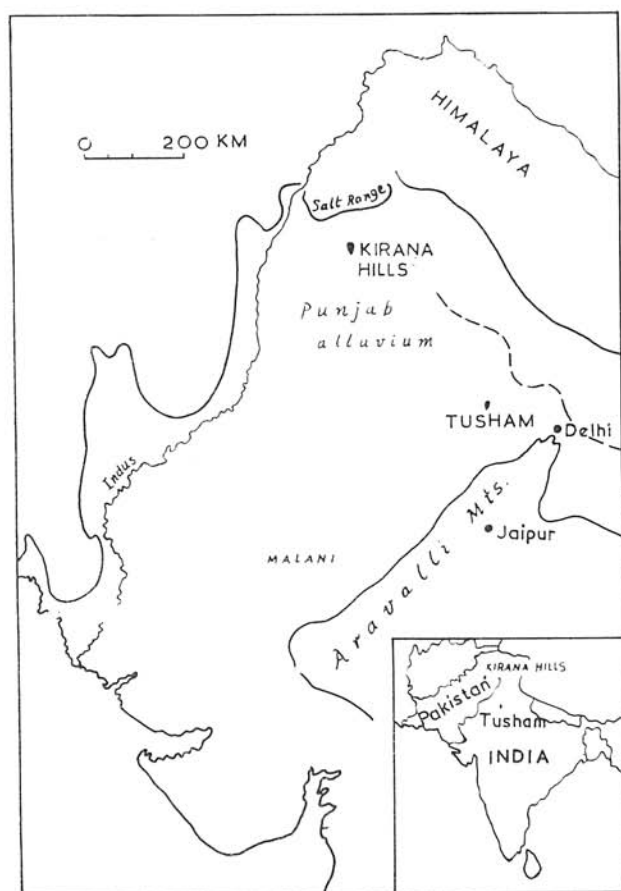 HIMALAYA
0 200 KM
Salt Range
KIRANA
HILLS
Punjab
alluvium
TUSHAM
Delhi
Indus
Aravalli Mts.
Jaipur
MALANI
KIRANA HILLS
Pakistan
Tusham
INDIA